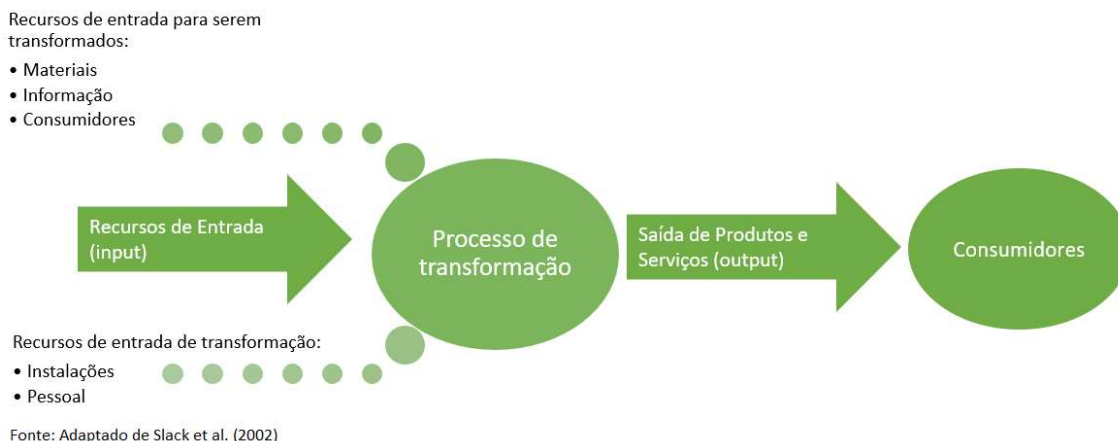 Recursos de entrada para serem
transformados:
• Materiais
• Informação
• Consumidores
Recursos de Entrada
(input)
Processo de
transformação
Saída de Produtos e
Serviços (output)
Consumidores
Recursos de entrada de transformação:
• Instalações
• Pessoal
Fonte: Adaptado de Slack et al. (2002)